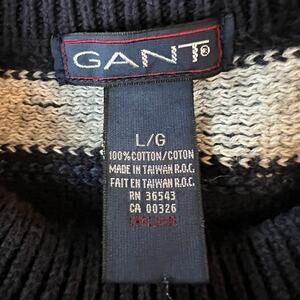 GANT®
L/G
100% COTTON/COTON
MADE IN TAIWAN R.O.C.
FAIT EN TAIWAN R.O.C.
RN 36543
CA 00326